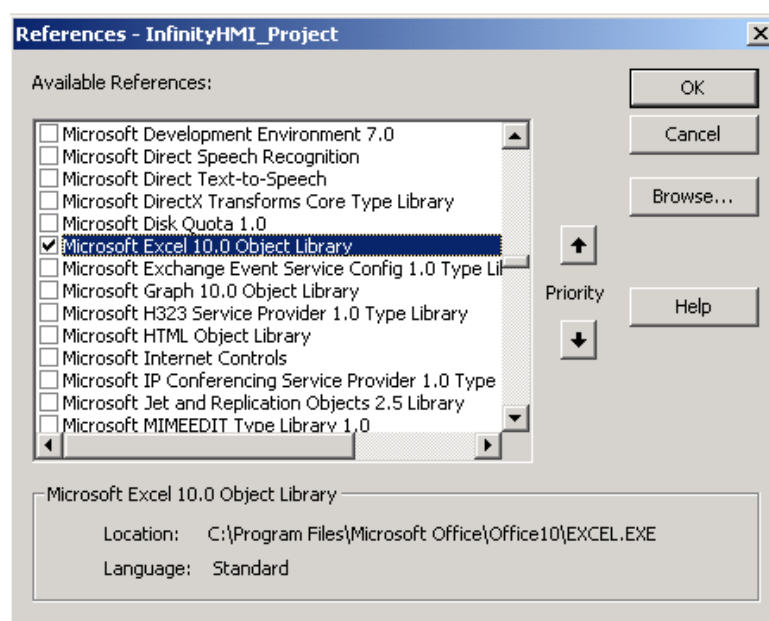 References - InfinityHMI_Project
Available References:
Microsoft Development Environment 7.0
Microsoft Direct Speech Recognition
Microsoft Direct Text-to-Speech
Microsoft DirectX Transforms Core Type Library
Microsoft Disk Quota 1.0
Microsoft Excel 10.0 Object Library
Microsoft Exchange Event Service Config 1.0 Type Li
Microsoft Graph 10.0 Object Library
Microsoft H323 Service Provider 1.0 Type Library
Microsoft HTML Object Library
Microsoft Internet Controls
Microsoft IP Conferencing Service Provider 1.0 Type
Microsoft Jet and Replication Objects 2.5 Library
Microsoft MIMEEDIT Type Library 1.0
Priority
OK
Cancel
Browse...
Help
Microsoft Excel 10.0 Object Library
Location: C:\Program Files\Microsoft Office\Office10\EXCEL.EXE
Language: Standard